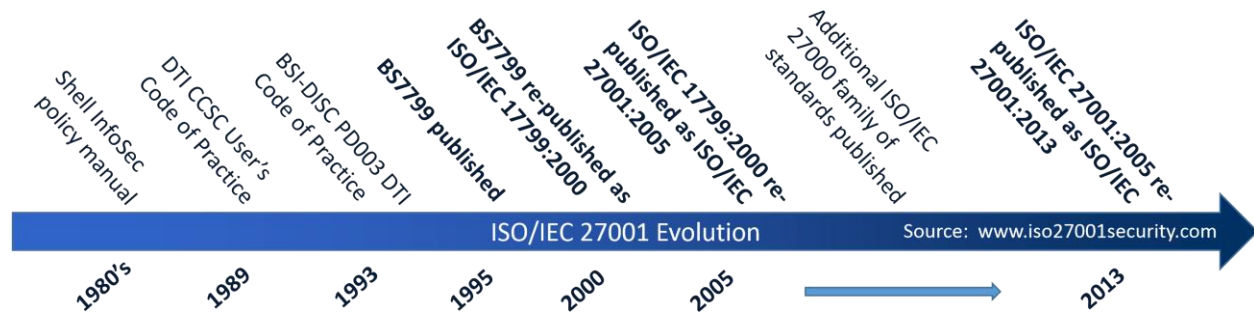 Shell InfoSec
policy manual
DTI CCSC User's
Code of Practice
BSI-DISC PD003 DTI
Code of Practice
BS7799 published
BS7799 re-published as
ISO/IEC 17799:2000
ISO/IEC 17799:2000 re-
published as ISO/IEC
27001:2005
Additional ISO/IEC
27000 family of
standards published
ISO/IEC 27001:2005 re-
published as ISO/IEC
27001:2013
ISO/IEC 27001 Evolution
Source: www.iso27001security.com
1980's
1989
1993
1995
2000
2005
2013